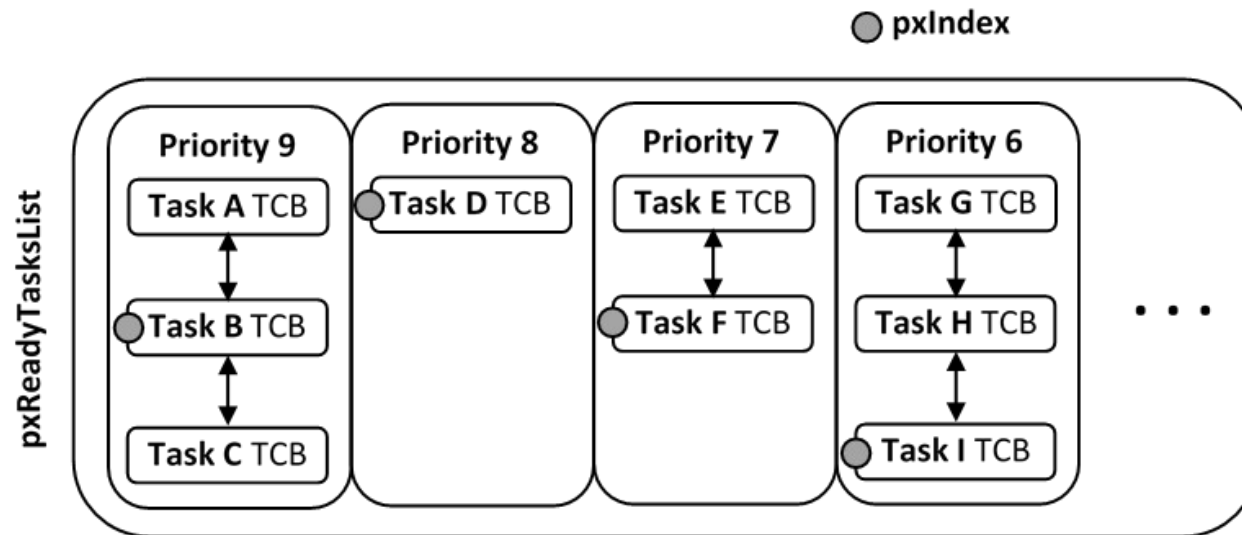 pxIndex
pxReadyTasksList
Priority 9
Task A TCB
Task B TCB
Task C TCB
Priority 8
Task D TCB
Priority 7
Task E TCB
Task F TCB
Priority 6
Task G TCB
Task H TCB
Task I TCB
. . .